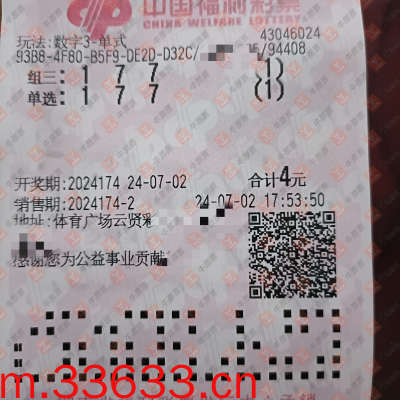 中国福利彩票
CHINA WELFARE LOTTERY
玩法:数字3-单式 43046024
93B8-4F80-B5F9-DE2D-D32C/ /94408
组三: 1 7 7
单选: 1 7 7
开奖期:2024174 24-07-02 合计4元
销售期:2024174-2 24-07-02 17:53:50
地址:体育广场云贤彩
感谢您为公益事业贡献
m.33633.cn